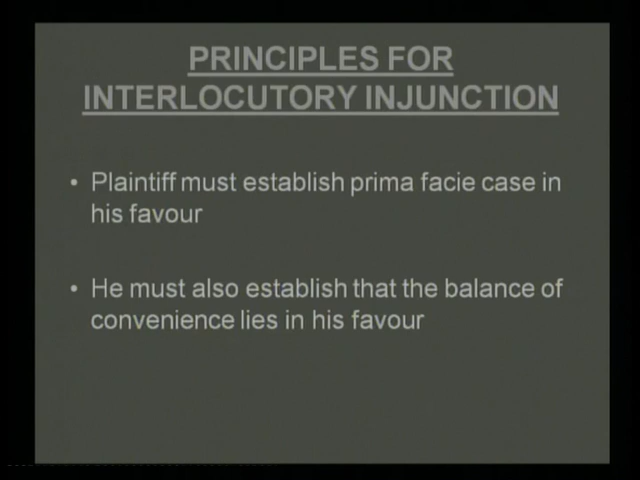 PRINCIPLES FOR
INTERLOCUTORY INJUNCTION
• Plaintiff must establish prima facie case in
his favour
• He must also establish that the balance of
convenience lies in his favour